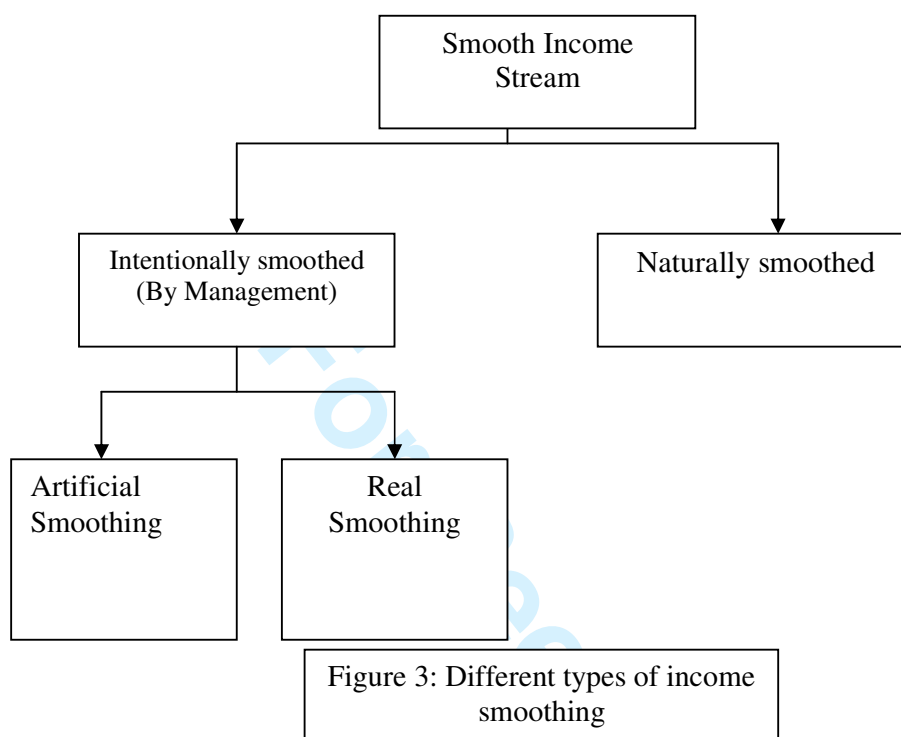 Smooth Income
Stream
Intentionally smoothed
(By Management)
Naturally smoothed
Artificial
Smoothing
Real
Smoothing
Figure 3: Different types of income
smoothing
For